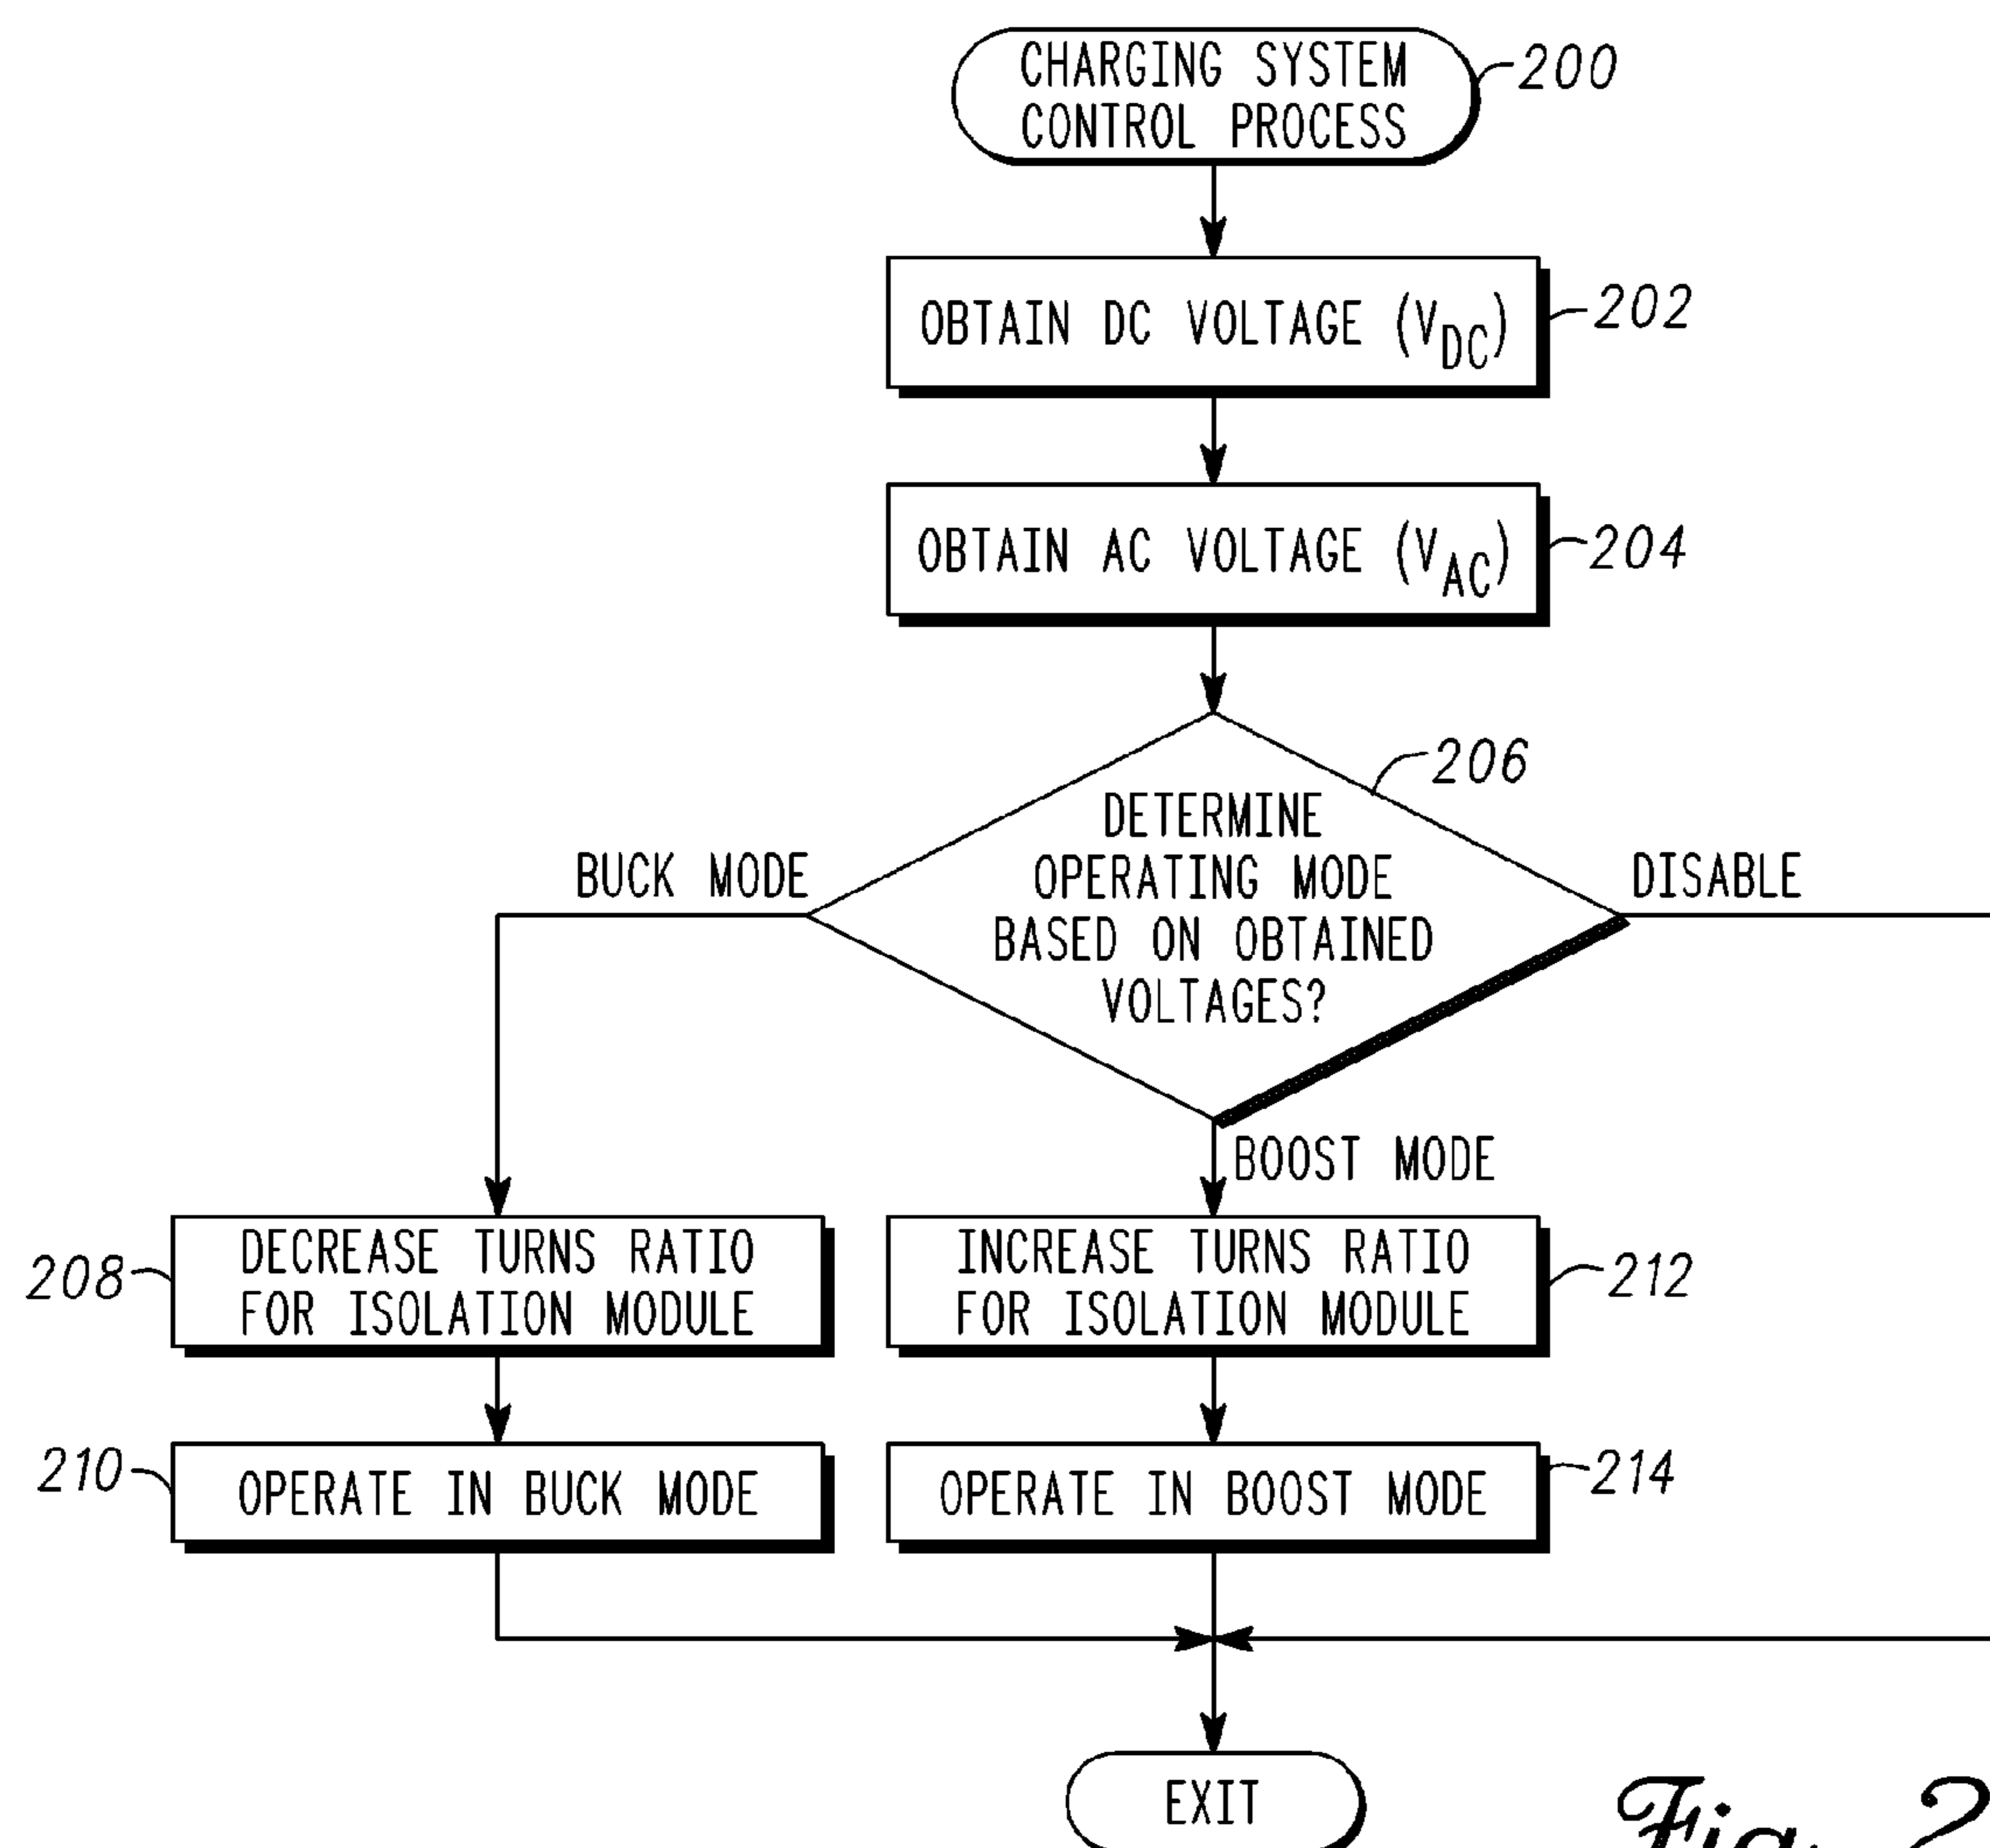 CHARGING SYSTEM
CONTROL PROCESS
200
OBTAIN DC VOLTAGE (VDC)
202
OBTAIN AC VOLTAGE (VAC)
204
206
DETERMINE
OPERATING MODE
BASED ON OBTAINED
VOLTAGES?
BUCK MODE
DISABLE
BOOST MODE
208
DECREASE TURNS RATIO
FOR ISOLATION MODULE
INCREASE TURNS RATIO
FOR ISOLATION MODULE
212
210
OPERATE IN BUCK MODE
OPERATE IN BOOST MODE
214
EXIT
Fig. 2